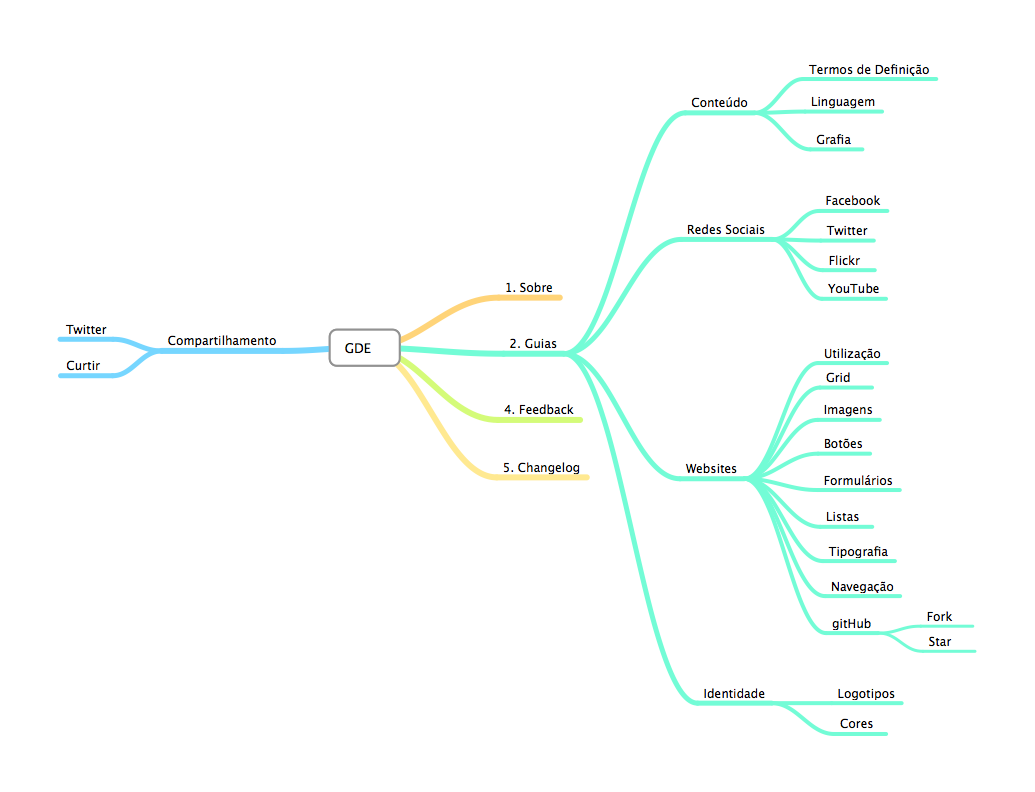 GDE
Compartilhamento
Twitter
Curtir
1. Sobre
2. Guias
Conteúdo
Termos de Definição
Linguagem
Grafia
Redes Sociais
Facebook
Twitter
Flickr
YouTube
Websites
Utilização
Grid
Imagens
Botões
Formulários
Listas
Tipografia
Navegação
gitHub
Fork
Star
Identidade
Logotipos
Cores
4. Feedback
5. Changelog